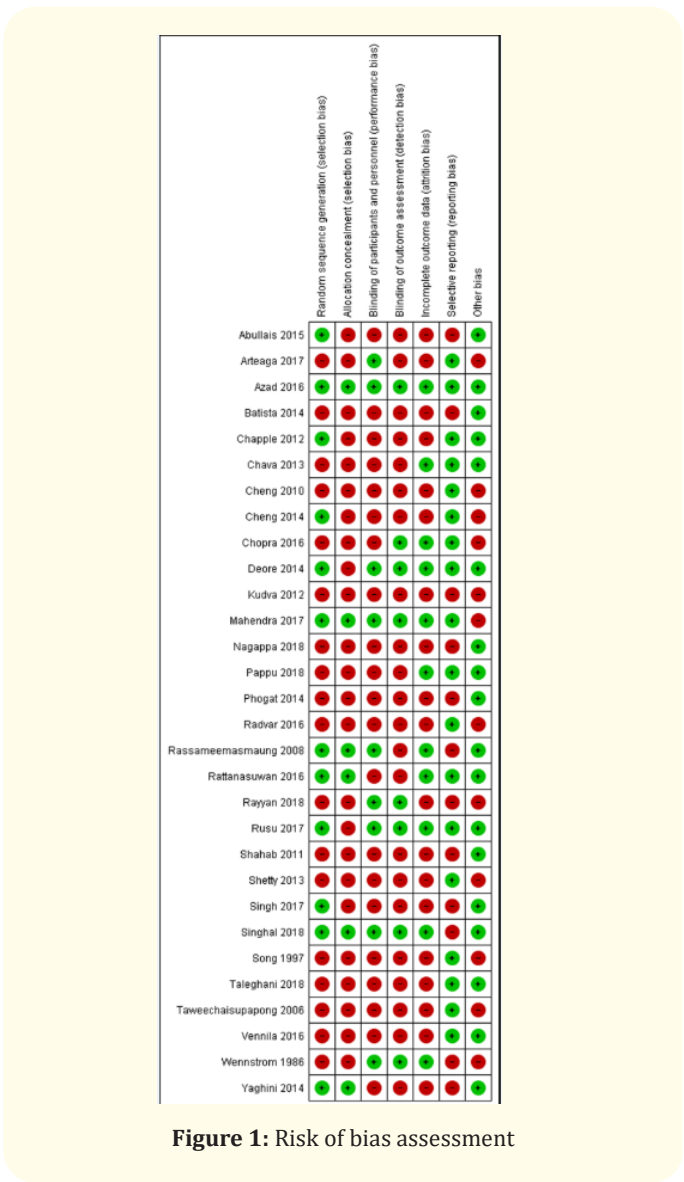 Random sequence generation (selection bias)
Allocation concealment (selection bias)
Blinding of participants and personnel (performance bias)
Blinding of outcome assessment (detection bias)
Incomplete outcome data (attrition bias)
Selective reporting (reporting bias)
Other bias
Abullais 2015 + - - - - - +
Arteaga 2017 - - + - - + -
Azad 2016 + + + + + + +
Batista 2014 - - - - - - +
Chapple 2012 + - - - - + +
Chava 2013 - - - - + + +
Cheng 2010 - - - - - + -
Cheng 2014 + - - - - + -
Chopra 2016 - - - + + + -
Deore 2014 + - + + + + +
Kudva 2012 - - - - - - -
Mahendra 2017 + + + + + + -
Nagappa 2018 - - - - - - +
Pappu 2018 - - - - + + +
Phogat 2014 - - - - - - +
Radvar 2016 - - - - - + -
Rassameemasmaung 2008 + + + - + - +
Rattanasuwan 2016 + + - - + + +
Rayyan 2018 - - + + - - -
Rusu 2017 + - + + + + +
Shahab 2011 - - - - - - +
Shetty 2013 - - - - - + -
Singh 2017 + - - - - - +
Singhal 2018 + + + + + - +
Song 1997 - - - - - + -
Taleghani 2018 - - - - - + +
Taweechaisupapong 2006 - - - - - + -
Vennila 2016 - - - - - + +
Wennstrom 1986 - - + + + - -
Yaghini 2014 + + - - - - +
Figure 1: Risk of bias assessment